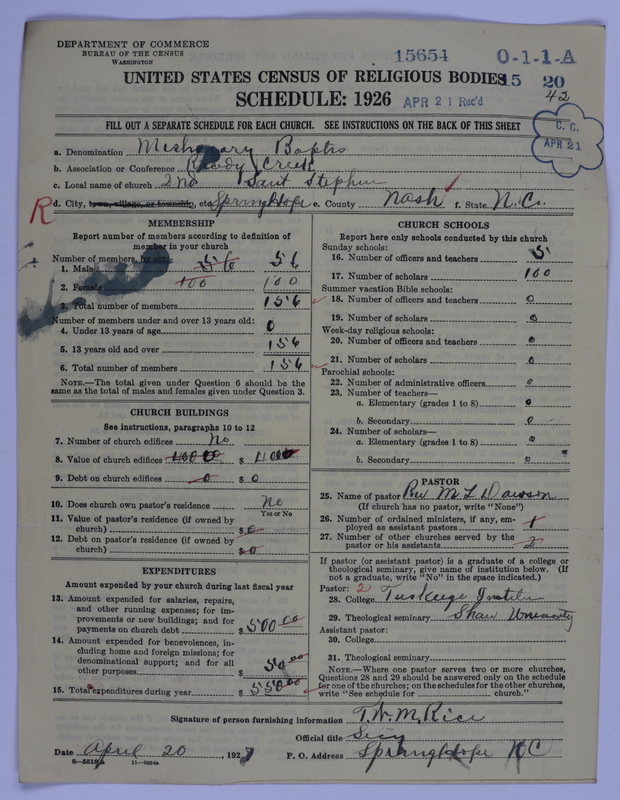 DEPARTMENT OF COMMERCE
BUREAU OF THE CENSUS
WASHINGTON
15654 0-1-1-A
UNITED STATES CENSUS OF RELIGIOUS BODIES
15 20
SCHEDULE: 1926 APR 21 Rec'd 42
FILL OUT A SEPARATE SCHEDULE FOR EACH CHURCH. SEE INSTRUCTIONS ON THE BACK OF THIS SHEET
C. C.
APR 21
a. Denomination Mishonary Baptis
b. Association or Conference Reedy Creek
c. Local name of church 2nd Saint Stephen
R d. City, town, village, or township, etc. Spring Hope e. County Nash f. State N.C.
MEMBERSHIP
Report number of members according to definition of
member in your church
Number of members, by sex:
1. Male 56 56
2. Female 100 100
3. Total number of members 156
Number of members under and over 13 years old:
4. Under 13 years of age 0
5. 13 years old and over 156
6. Total number of members 156
NOTE.—The total given under Question 6 should be the
same as the total of males and females given under Question 3.
CHURCH BUILDINGS
See instructions, paragraphs 10 to 12
7. Number of church edifices No
8. Value of church edifices $
9. Debt on church edifices 0 $ 0
10. Does church own pastor's residence No
Yes or No
11. Value of pastor's residence (if owned by
church) $ 0
12. Debt on pastor's residence (if owned by
church) $ 0
EXPENDITURES
Amount expended by your church during last fiscal year
13. Amount expended for salaries, repairs,
and other running expenses; for im-
provements or new buildings; and for
payments on church debt $ 500 00
14. Amount expended for benevolences, in-
cluding home and foreign missions; for
denominational support; and for all
other purposes $ 50 00
15. Total expenditures during year $ 550 00
CHURCH SCHOOLS
Report here only schools conducted by this church
Sunday schools:
16. Number of officers and teachers 5
17. Number of scholars 100
Summer vacation Bible schools:
18. Number of officers and teachers 0
19. Number of scholars 0
Week-day religious schools:
20. Number of officers and teachers 0
21. Number of scholars 0
Parochial schools:
22. Number of administrative officers 0
23. Number of teachers—
a. Elementary (grades 1 to 8) 0
b. Secondary 0
24. Number of scholars—
a. Elementary (grades 1 to 8) 0
b. Secondary 0
PASTOR
25. Name of pastor Rev M L Dawson
(If church has no pastor, write "None")
26. Number of ordained ministers, if any, em-
ployed as assistant pastors 1
27. Number of other churches served by the
pastor or his assistants 2
If pastor (or assistant pastor) is a graduate of a college or
theological seminary, give name of institution below. (If
not a graduate, write "No" in the space indicated.)
Pastor: 2
28. College Tuskeege
29. Theological seminary Shaw University
Assistant pastor:
30. College
31. Theological seminary
NOTE.—Where one pastor serves two or more churches,
Questions 28 and 29 should be answered only on the schedule
for one of the churches; on the schedules for the other churches,
write "See schedule for church."
Signature of person furnishing information T. W. M. Rice
Official title
Date April 20, 1927 P. O. Address Spring Hope N C
8—5518a 11—9034a